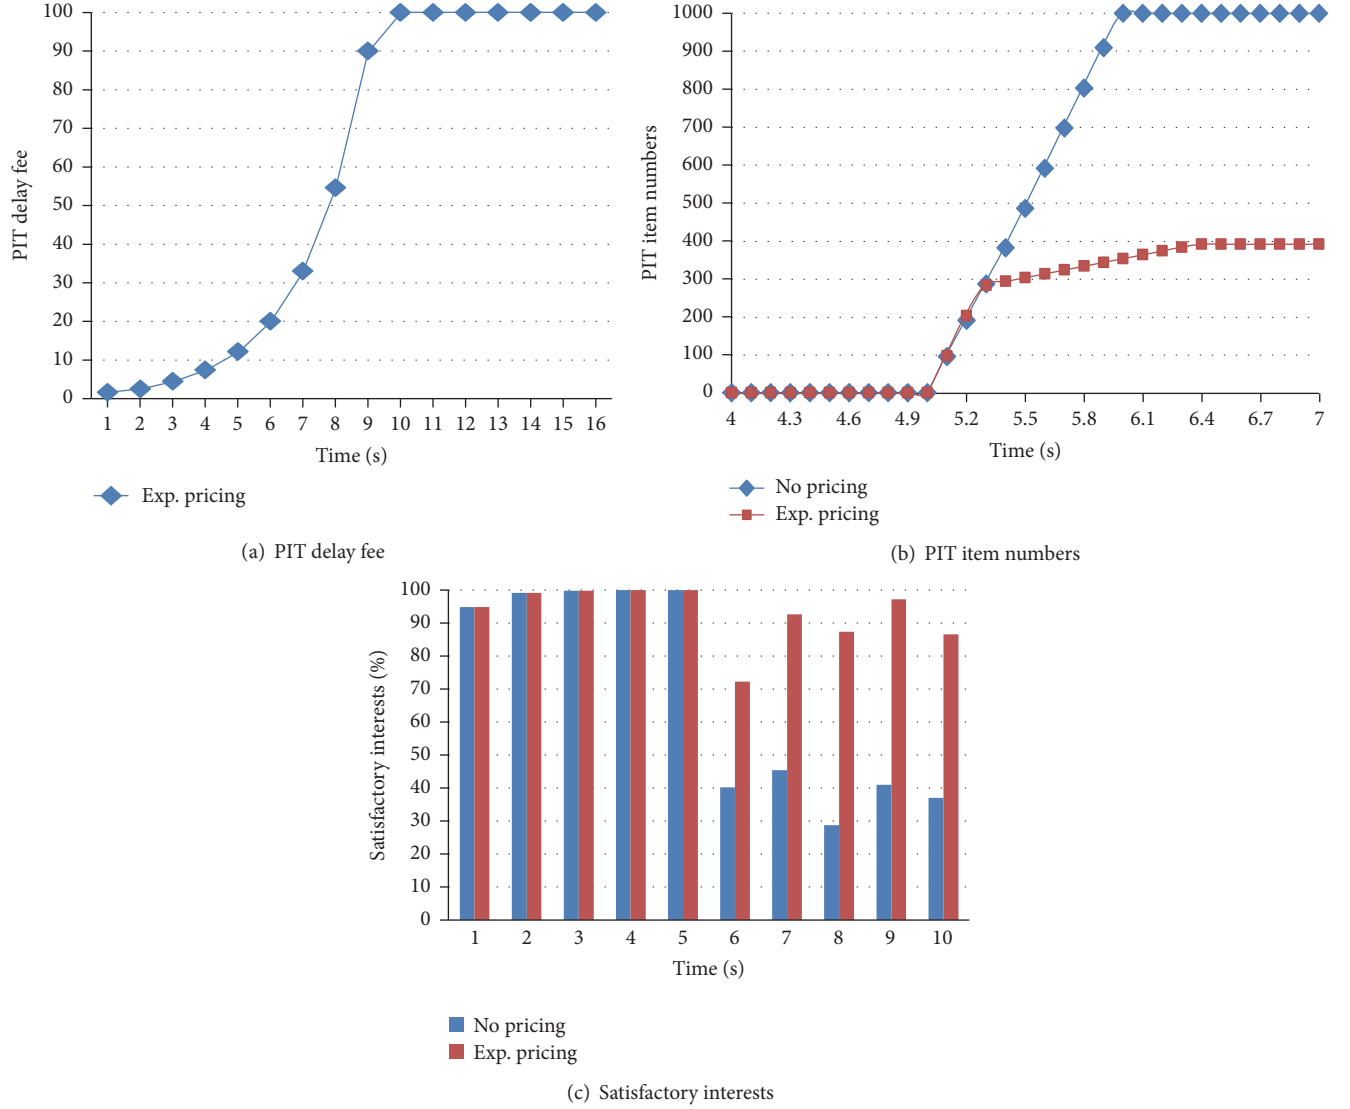 100
90
80
70
60
50
40
30
20
10
0
PIT delay fee
1 2 3 4 5 6 7 8 9 10 11 12 13 14 15 16
Time (s)
Exp. pricing
(a) PIT delay fee
1000
900
800
700
600
500
400
300
200
100
0
PIT item numbers
4 4.3 4.6 4.9 5.2 5.5 5.8 6.1 6.4 6.7 7
Time (s)
No pricing
Exp. pricing
(b) PIT item numbers
100
90
80
70
60
50
40
30
20
10
0
Satisfactory interests (%)
1 2 3 4 5 6 7 8 9 10
Time (s)
No pricing
Exp. pricing
(c) Satisfactory interests